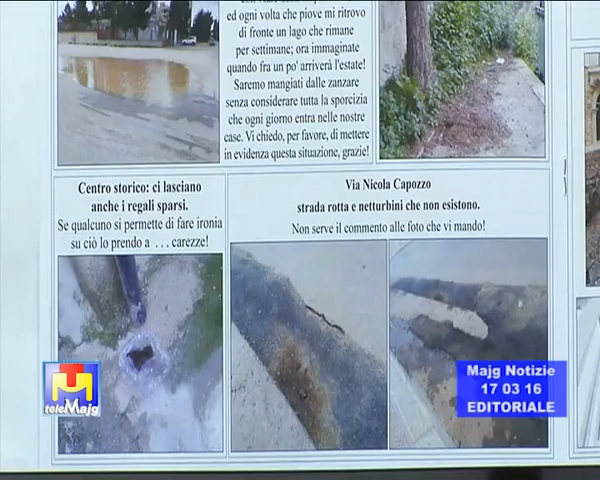 ed ogni volta che piove mi ritrovo
di fronte un lago che rimane
per settimane; ora immaginate
quando fra un po' arriverà l'estate!
Saremo mangiati dalle zanzare
senza considerare tutta la sporcizia
che ogni giorno entra nelle nostre
case. Vi chiedo, per favore, di mettere
in evidenza questa situazione, grazie!
Centro storico: ci lasciano
anche i regali sparsi.
Se qualcuno si permette di fare ironia
su ciò lo prendo a . . . carezze!
Via Nicola Capozzo
strada rotta e netturbini che non esistono.
Non serve il commento alle foto che vi mando!
teleMajg
Majg Notizie
17 03 16
EDITORIALE